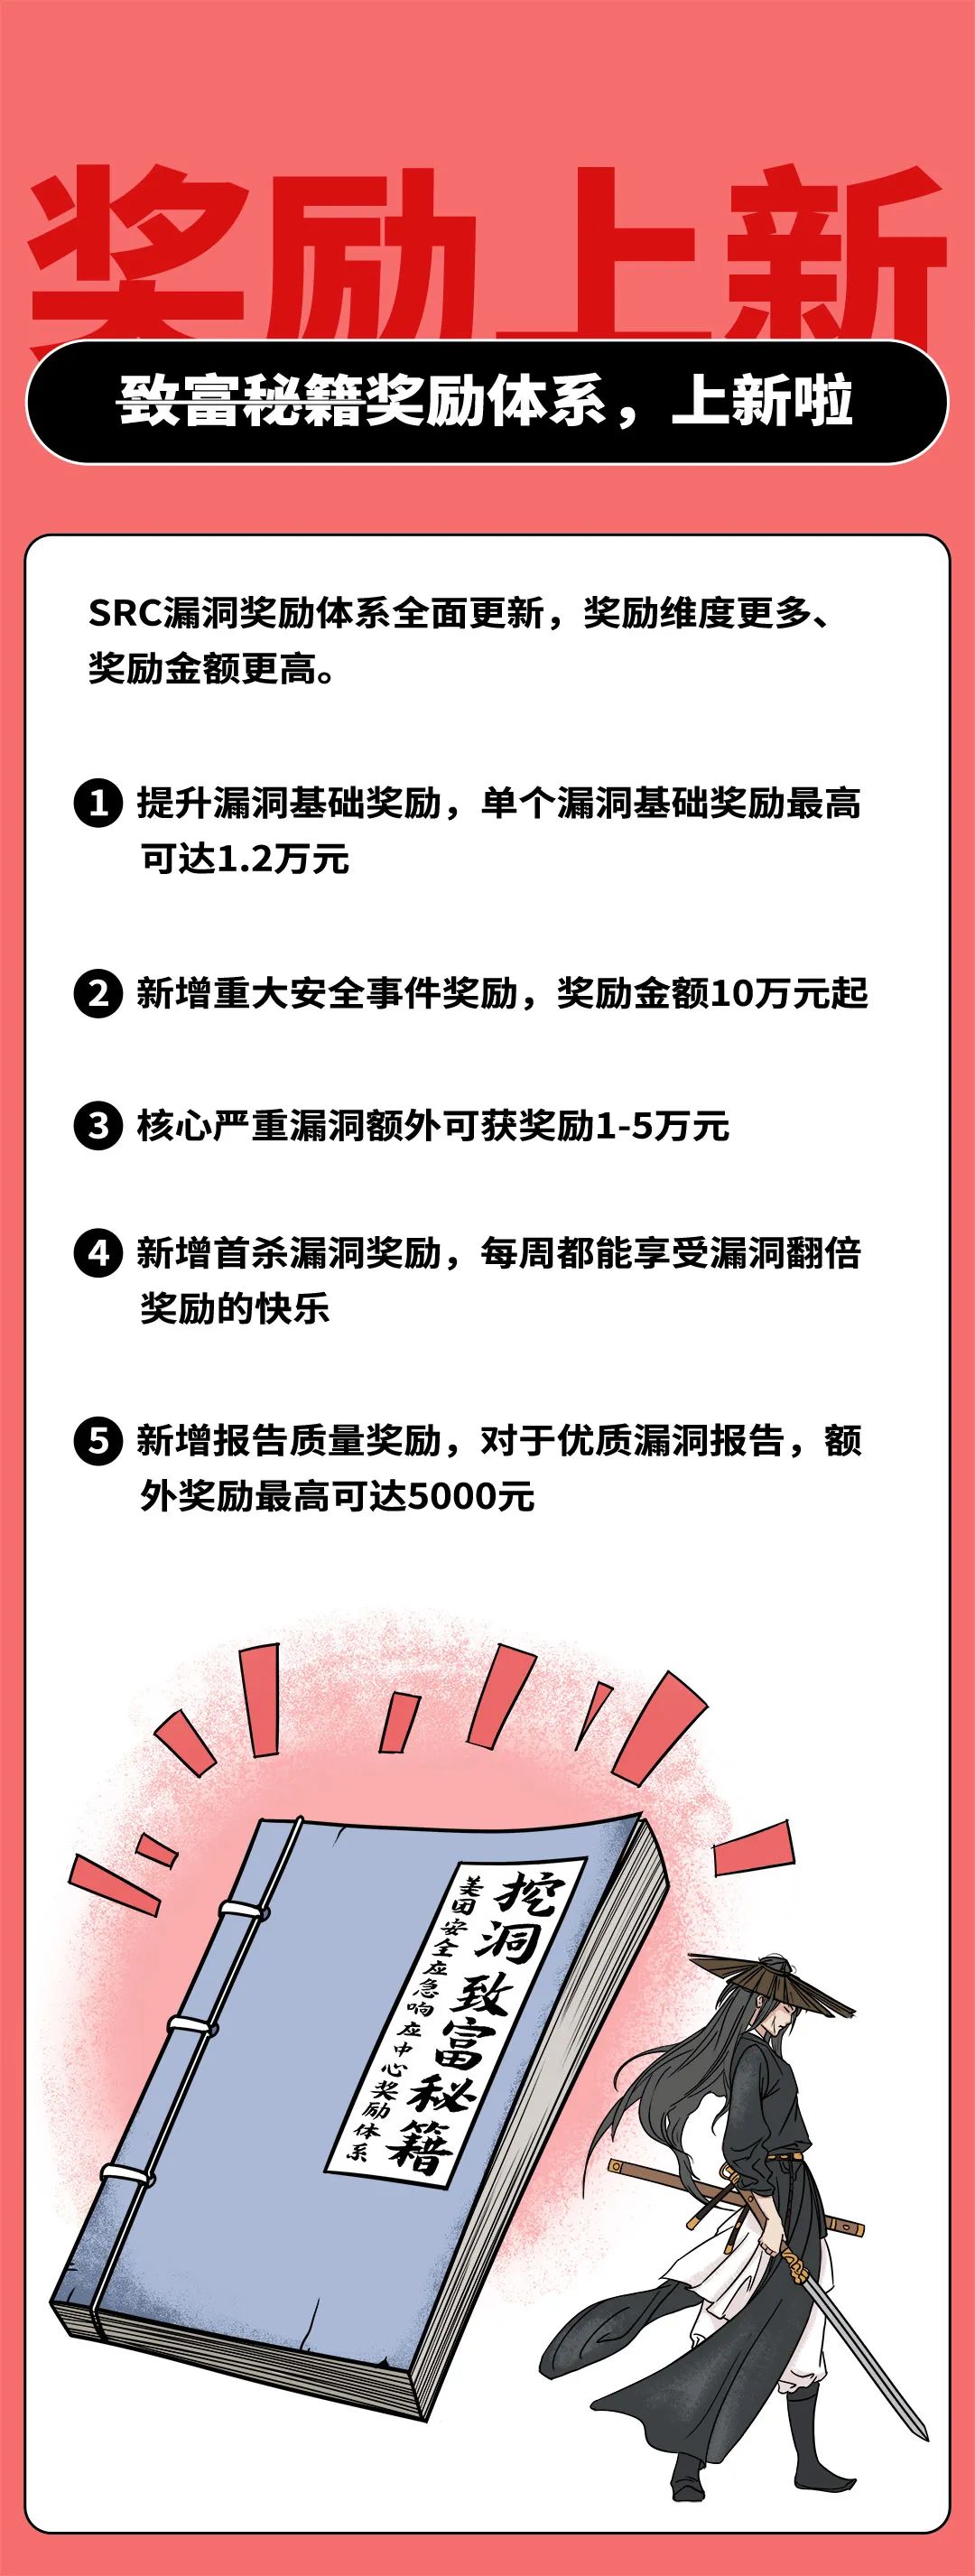 奖励上新
致富秘籍奖励体系，上新啦
SRC漏洞奖励体系全面更新，奖励维度更多、
奖励金额更高。
1 提升漏洞基础奖励，单个漏洞基础奖励最高
可达1.2万元
2 新增重大安全事件奖励，奖励金额10万元起
3 核心严重漏洞额外可获奖励1-5万元
4 新增首杀漏洞奖励，每周都能享受漏洞翻倍
奖励的快乐
5 新增报告质量奖励，对于优质漏洞报告，额
外奖励最高可达5000元
挖洞致富秘籍
美团安全应急响应中心奖励体系